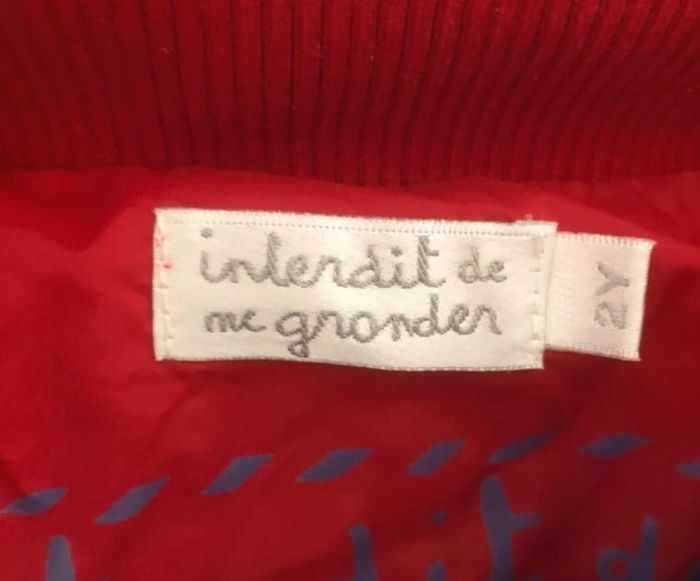 interdit de
me gronder
2Y